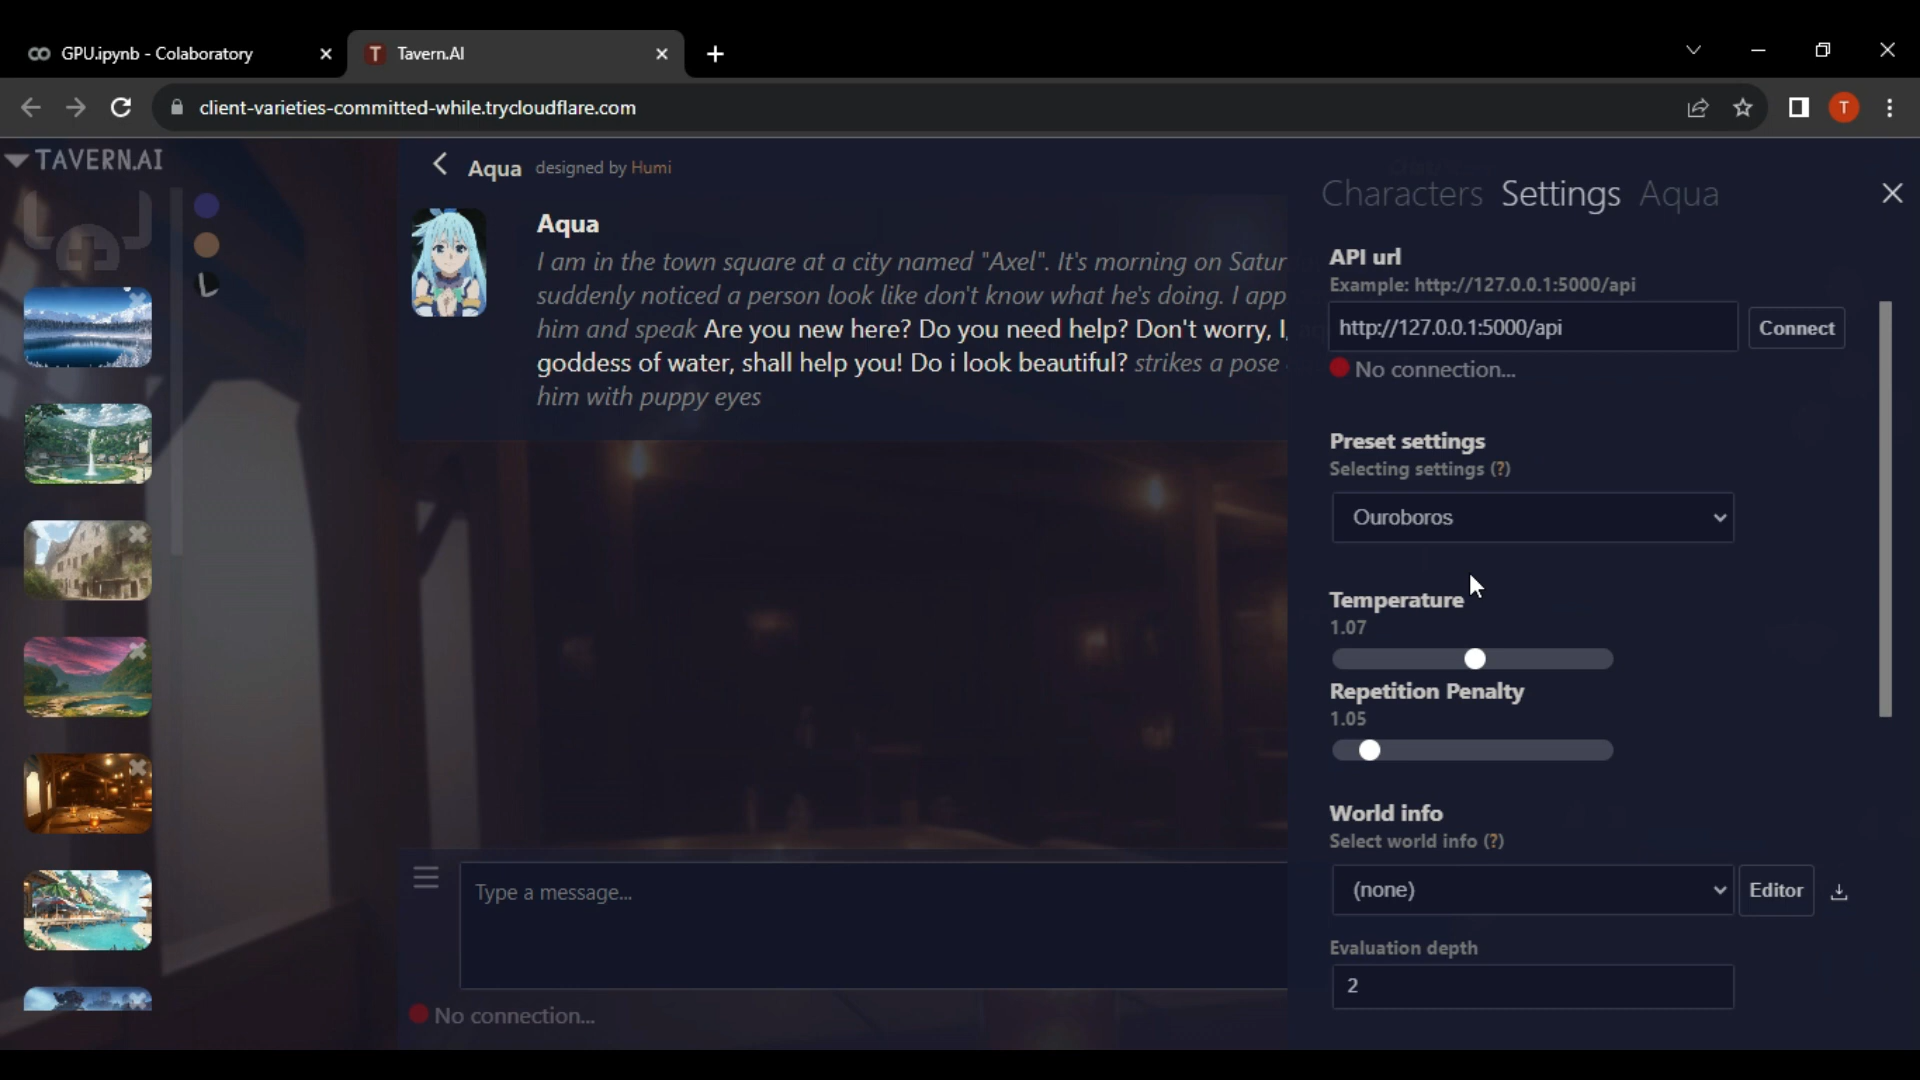 GPU.ipynb - Colaboratory
Tavern.AI
client-varieties-committed-while.trycloudflare.com
T
TAVERN.AI
Aqua designed by Humi
Aqua
I am in the town square at a city named "Axel". It's morning on Satur
suddenly noticed a person look like don't know what he's doing. I app
him and speak Are you new here? Do you need help? Don't worry, I,
goddess of water, shall help you! Do i look beautiful? strikes a pose
him with puppy eyes
Type a message...
No connection...
Characters Settings Aqua
API url
Example: http://127.0.0.1:5000/api
http://127.0.0.1:5000/api
Connect
No connection...
Preset settings
Selecting settings (?)
Ouroboros
Temperature
1.07
Repetition Penalty
1.05
World info
Select world info (?)
(none)
Editor
Evaluation depth
2